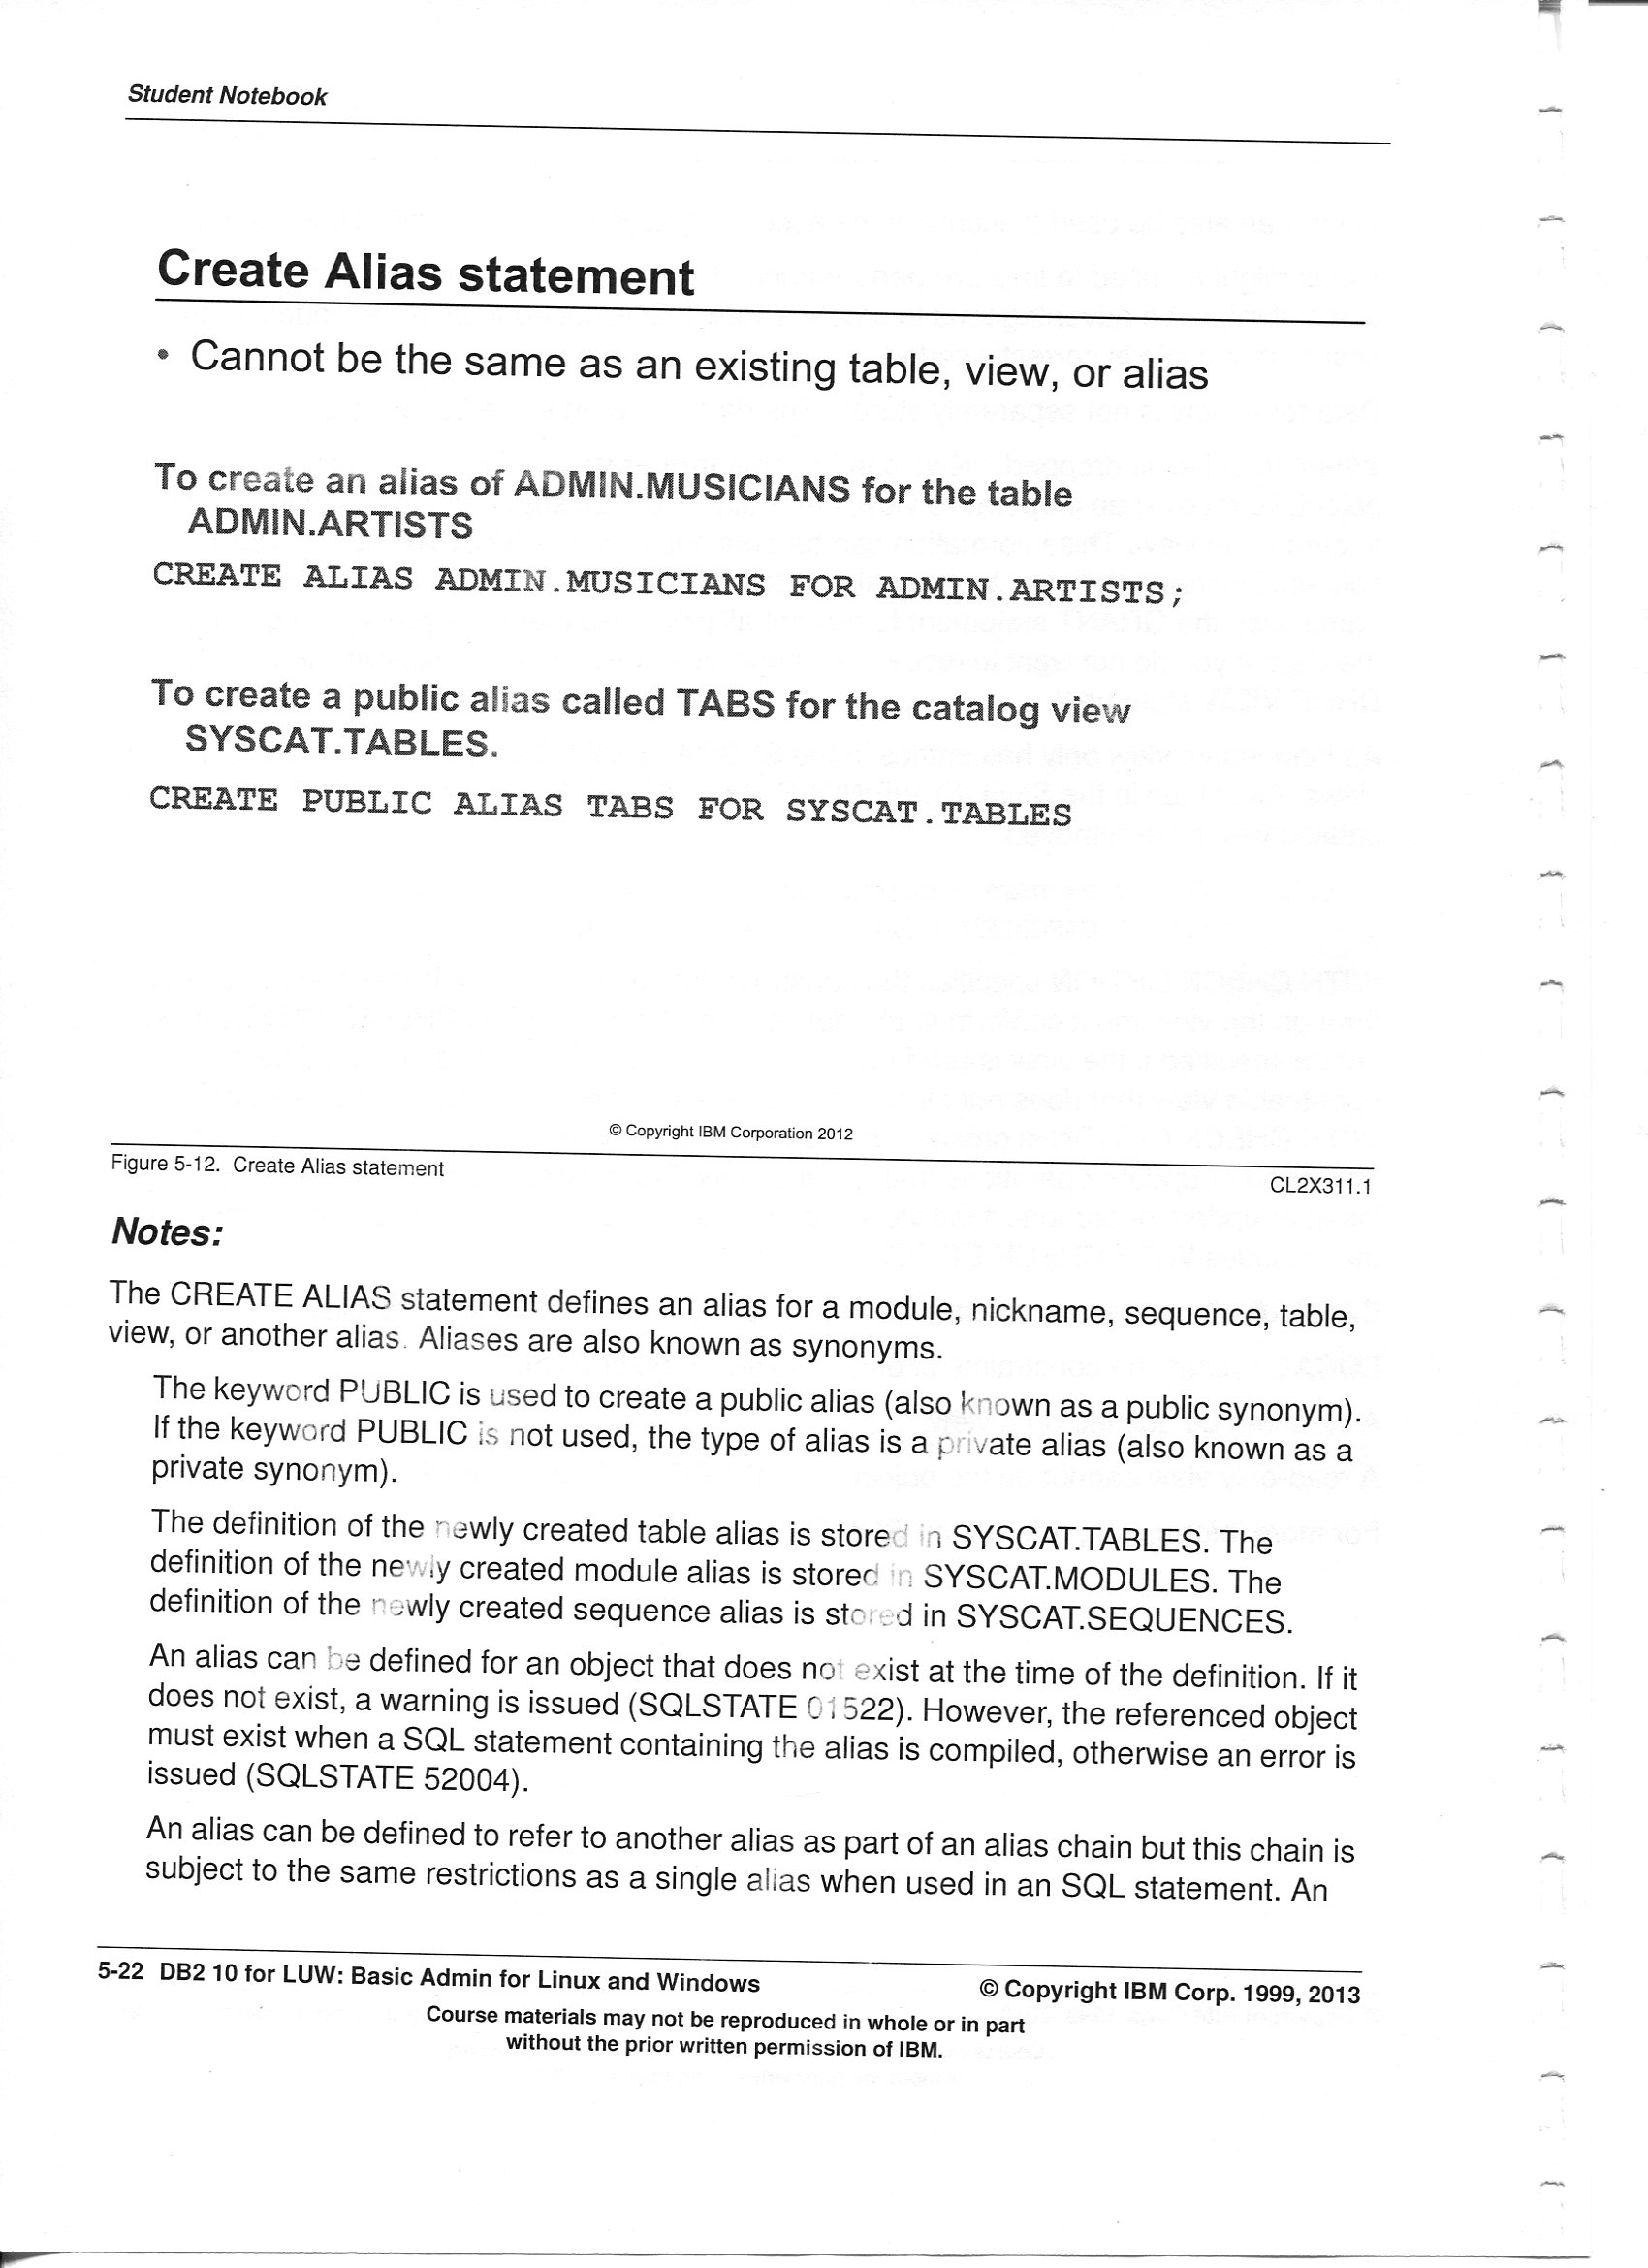 Student Notebook
Create Alias statement
• Cannot be the same as an existing table, view, or alias
To create an alias of ADMIN.MUSICIANS for the table
ADMIN.ARTISTS
CREATE ALIAS ADMIN.MUSICIANS FOR ADMIN.ARTISTS;
To create a public alias called TABS for the catalog view
SYSCAT.TABLES.
CREATE PUBLIC ALIAS TABS FOR SYSCAT.TABLES
© Copyright IBM Corporation 2012
Figure 5-12. Create Alias statement
CL2X311.1
Notes:
The CREATE ALIAS statement defines an alias for a module, nickname, sequence, table,
view, or another alias. Aliases are also known as synonyms.
The keyword PUBLIC is used to create a public alias (also known as a public synonym).
If the keyword PUBLIC is not used, the type of alias is a private alias (also known as a
private synonym).
The definition of the newly created table alias is stored in SYSCAT.TABLES. The
definition of the newly created module alias is stored in SYSCAT.MODULES. The
definition of the newly created sequence alias is stored in SYSCAT.SEQUENCES.
An alias can be defined for an object that does not exist at the time of the definition. If it
does not exist, a warning is issued (SQLSTATE 01522). However, the referenced object
must exist when a SQL statement containing the alias is compiled, otherwise an error is
issued (SQLSTATE 52004).
An alias can be defined to refer to another alias as part of an alias chain but this chain is
subject to the same restrictions as a single alias when used in an SQL statement. An
5-22 DB2 10 for LUW: Basic Admin for Linux and Windows
© Copyright IBM Corp. 1999, 2013
Course materials may not be reproduced in whole or in part
without the prior written permission of IBM.